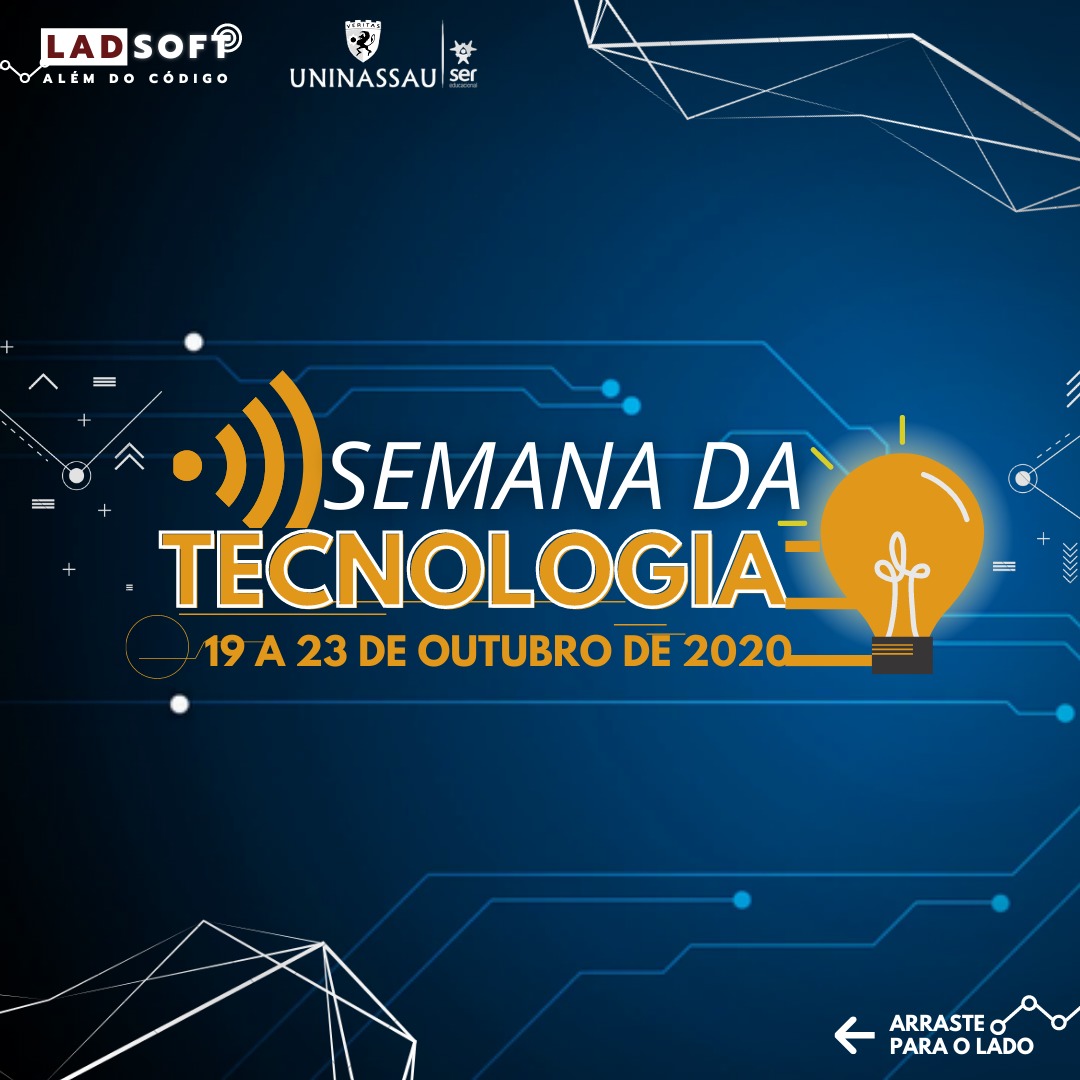 LADSOFT
ALÉM DO CÓDIGO
VERITAS
UNINASSAU
ser
educacional
SEMANA DA
TECNOLOGIA
19 A 23 DE OUTUBRO DE 2020
ARRASTE
PARA O LADO